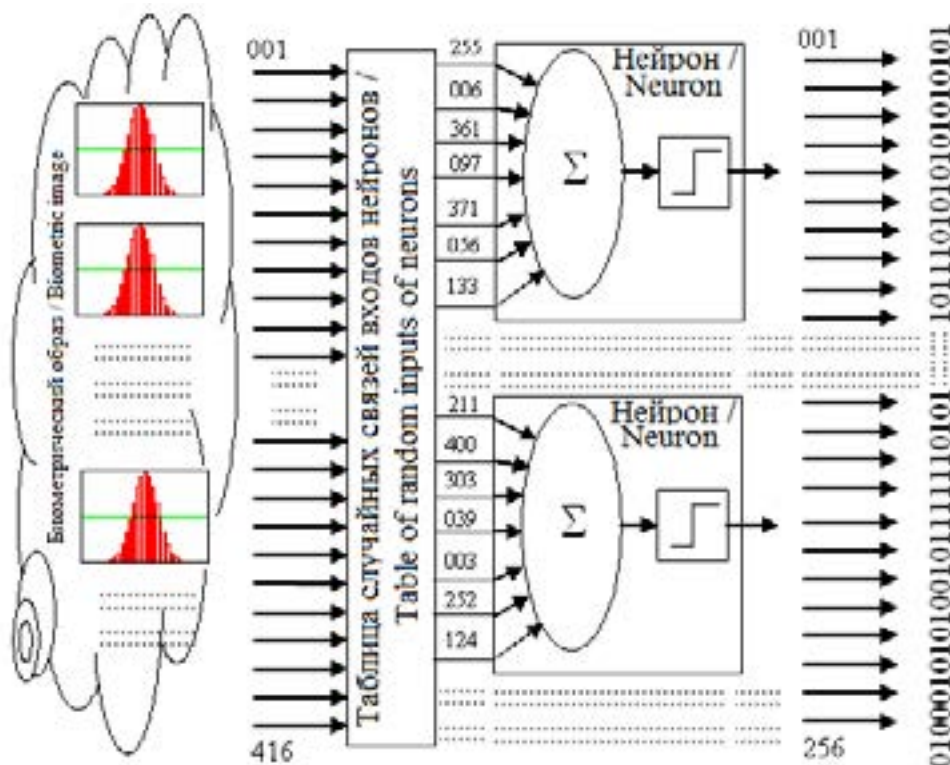 Биометрический образ / Biometric image
001
416
Таблица случайных связей входов нейронов /
Table of random inputs of neurons
255
006
361
097
371
056
133
Нейрон /
Neuron
Σ
211
400
303
039
003
252
124
Нейрон /
Neuron
Σ
001
256